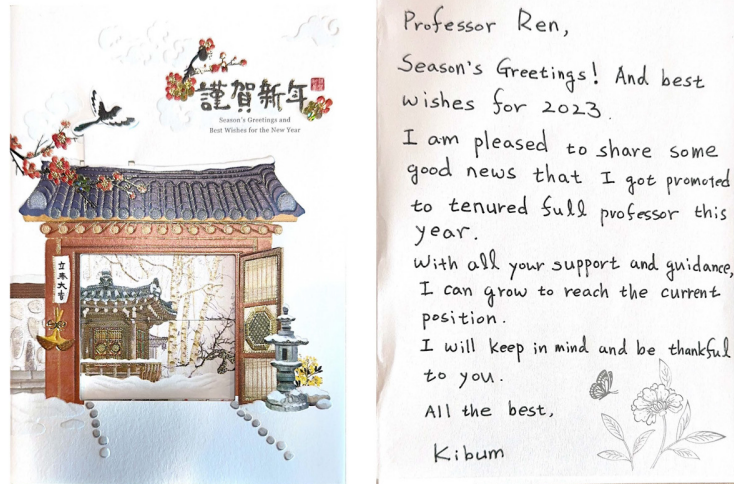 謹賀新年
Season's Greetings and
Best Wishes for the New Year
立春大吉
Professor Ren,
Season's Greetings! And best
wishes for 2023.
I am pleased to share some
good news that I got promoted
to tenured full professor this
year.
With all your support and guidance,
I can grow to reach the current
position.
I will keep in mind and be thankful
to you.
All the best,
Kibum